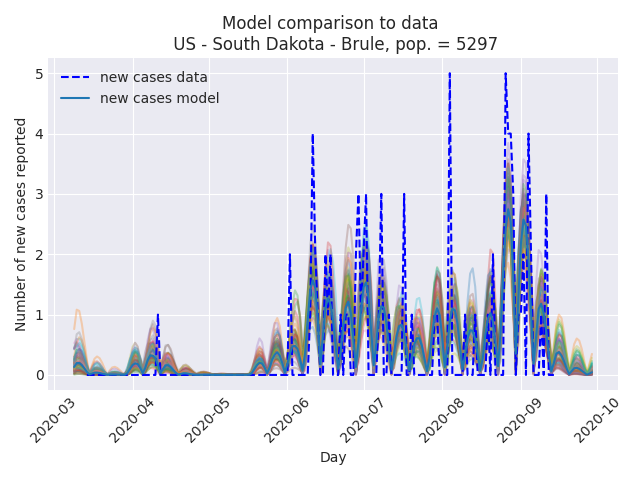 Model comparison to data
US - South Dakota - Brule, pop. = 5297
new cases data
new cases model
Number of new cases reported
5
4
3
2
1
0
2020-03
2020-04
2020-05
2020-06
2020-07
2020-08
2020-09
2020-10
Day